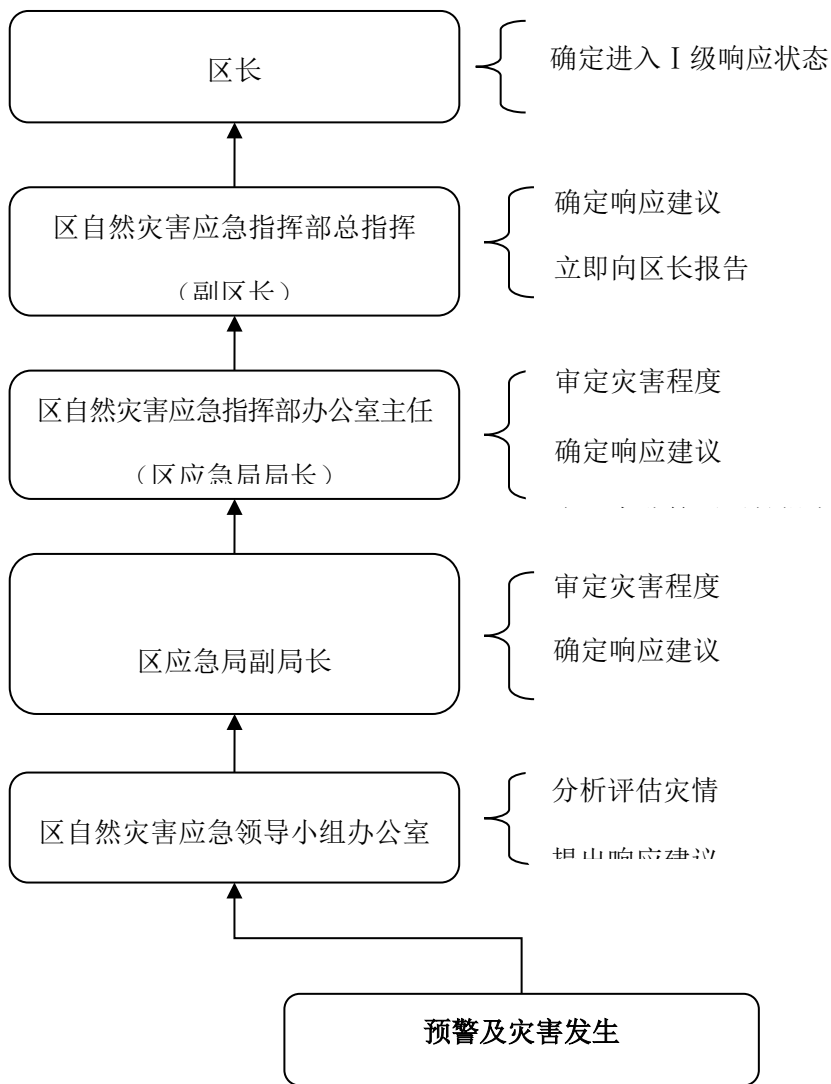 区长
确定进入Ⅰ级响应状态
区自然灾害应急指挥部总指挥
（副区长）
确定响应建议
立即向区长报告
区自然灾害应急指挥部办公室主任
（区应急局局长）
审定灾害程度
确定响应建议
区应急局副局长
审定灾害程度
确定响应建议
区自然灾害应急领导小组办公室
分析评估灾情
提出响应建议
预警及灾害发生